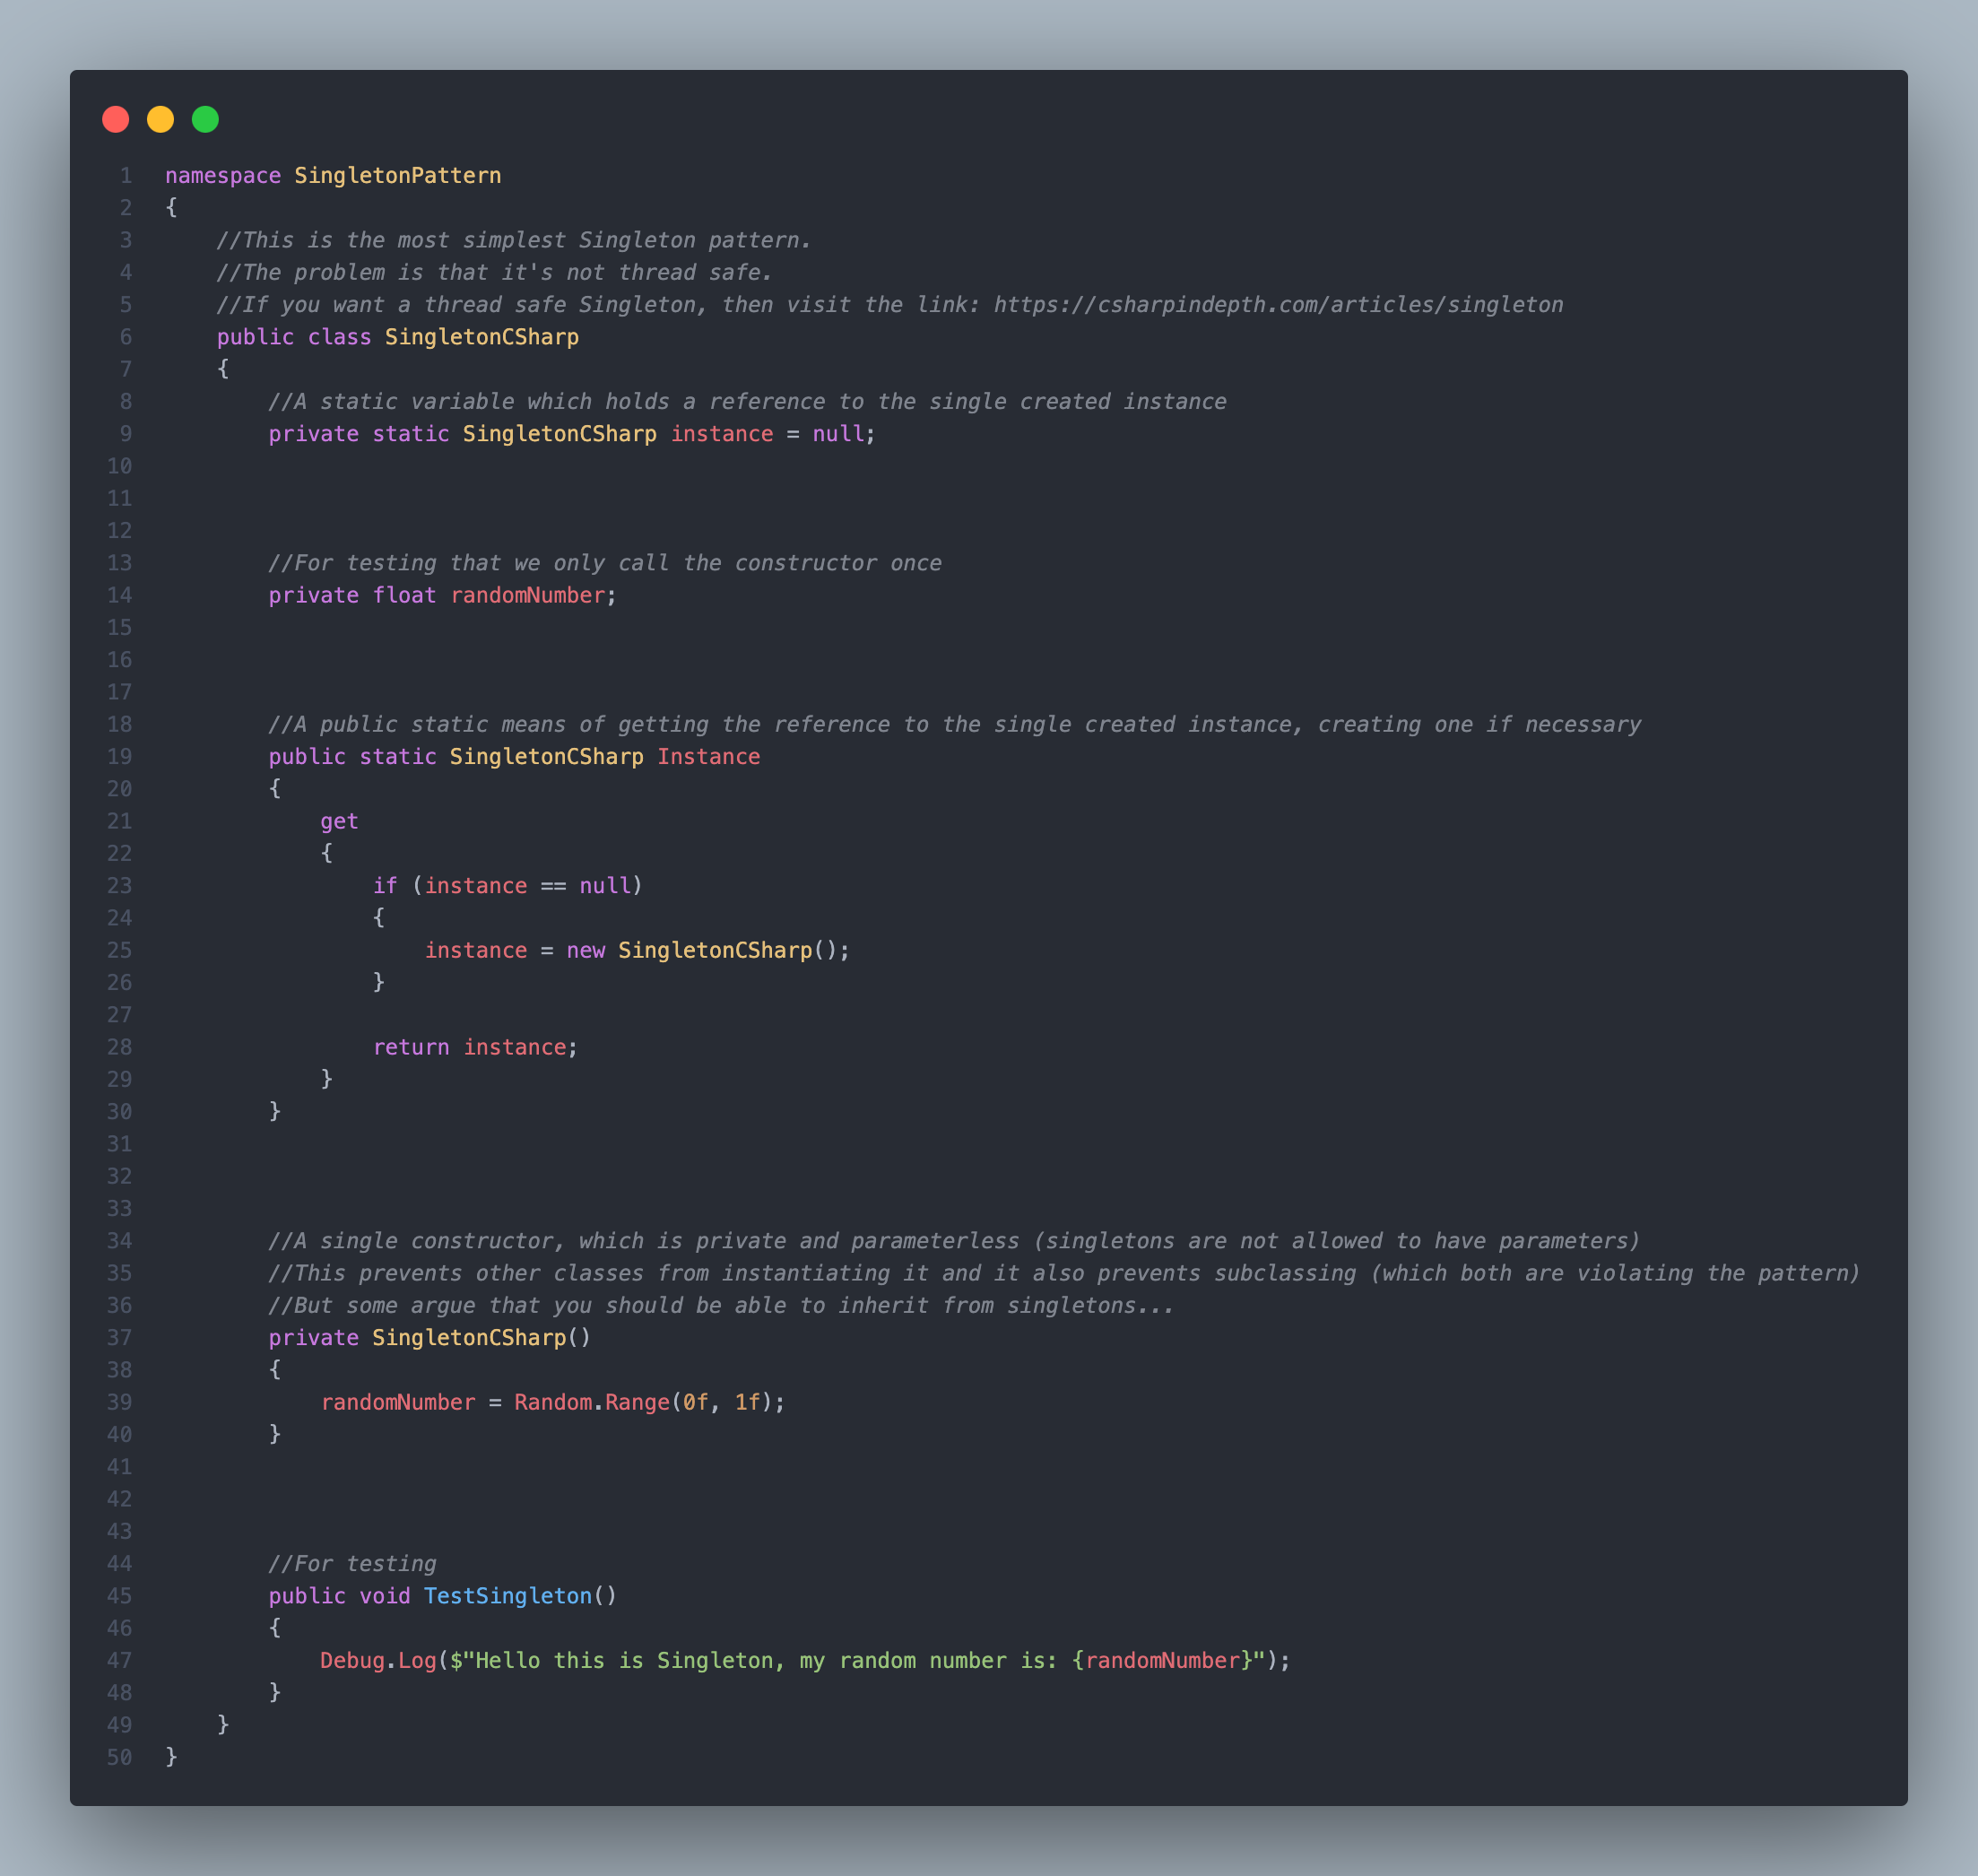 1 namespace SingletonPattern
2 {
3     //This is the most simplest Singleton pattern.
4     //The problem is that it's not thread safe.
5     //If you want a thread safe Singleton, then visit the link: https://csharpindepth.com/articles/singleton
6     public class SingletonCSharp
7     {
8         //A static variable which holds a reference to the single created instance
9         private static SingletonCSharp instance = null;
10
11
12
13         //For testing that we only call the constructor once
14         private float randomNumber;
15
16
17
18         //A public static means of getting the reference to the single created instance, creating one if necessary
19         public static SingletonCSharp Instance
20         {
21             get
22             {
23                 if (instance == null)
24                 {
25                     instance = new SingletonCSharp();
26                 }
27
28                 return instance;
29             }
30         }
31
32
33
34         //A single constructor, which is private and parameterless (singletons are not allowed to have parameters)
35         //This prevents other classes from instantiating it and it also prevents subclassing (which both are violating the pattern)
36         //But some argue that you should be able to inherit from singletons...
37         private SingletonCSharp()
38         {
39             randomNumber = Random.Range(0f, 1f);
40         }
41
42
43
44         //For testing
45         public void TestSingleton()
46         {
47             Debug.Log($"Hello this is Singleton, my random number is: {randomNumber}");
48         }
49     }
50 }